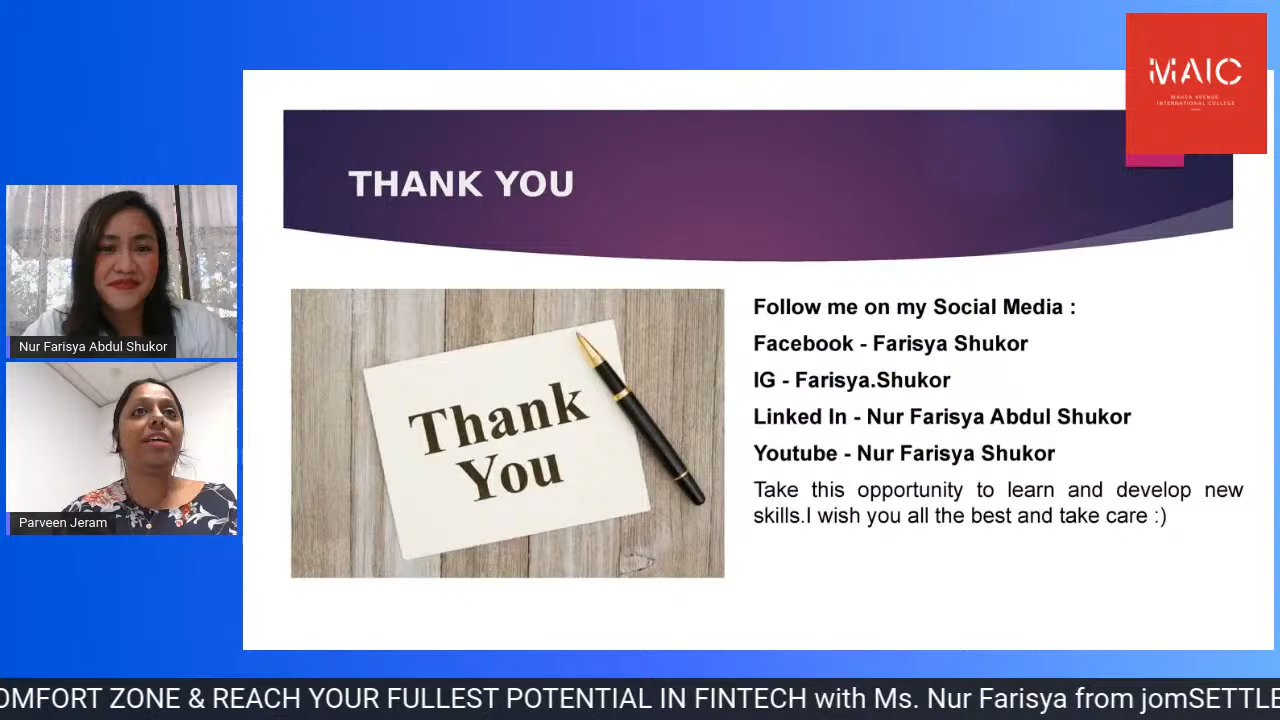 MAIC
MAHSA AVENUE
INTERNATIONAL COLLEGE
THANK YOU
Nur Farisya Abdul Shukor
Parveen Jeram
Thank
You
Follow me on my Social Media :
Facebook - Farisya Shukor
IG - Farisya.Shukor
Linked In - Nur Farisya Abdul Shukor
Youtube - Nur Farisya Shukor
Take this opportunity to learn and develop new
skills.I wish you all the best and take care :)
OMFORT ZONE & REACH YOUR FULLEST POTENTIAL IN FINTECH with Ms. Nur Farisya from jomSETTLE